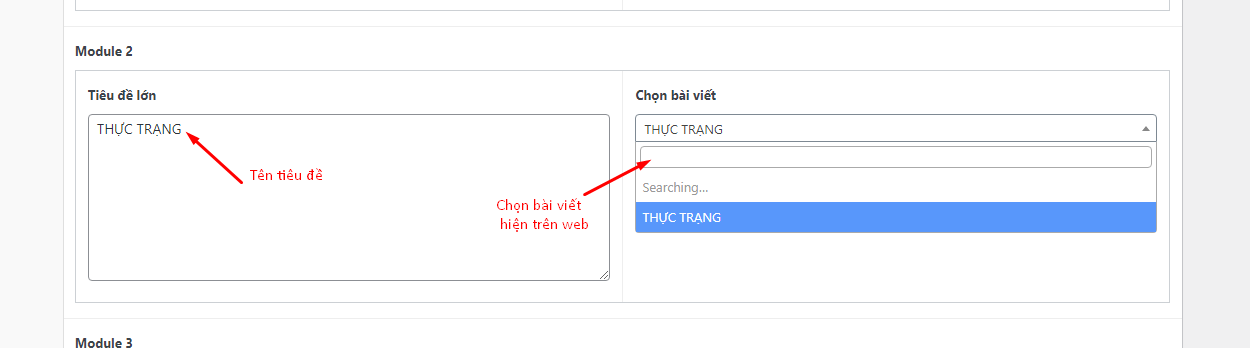 Module 2
Tiêu đề lớn
Chọn bài viết
THỰC TRẠNG
THỰC TRẠNG
Tên tiêu đề
Searching...
Chọn bài viết
hiện trên web
THỰC TRẠNG
Module 3